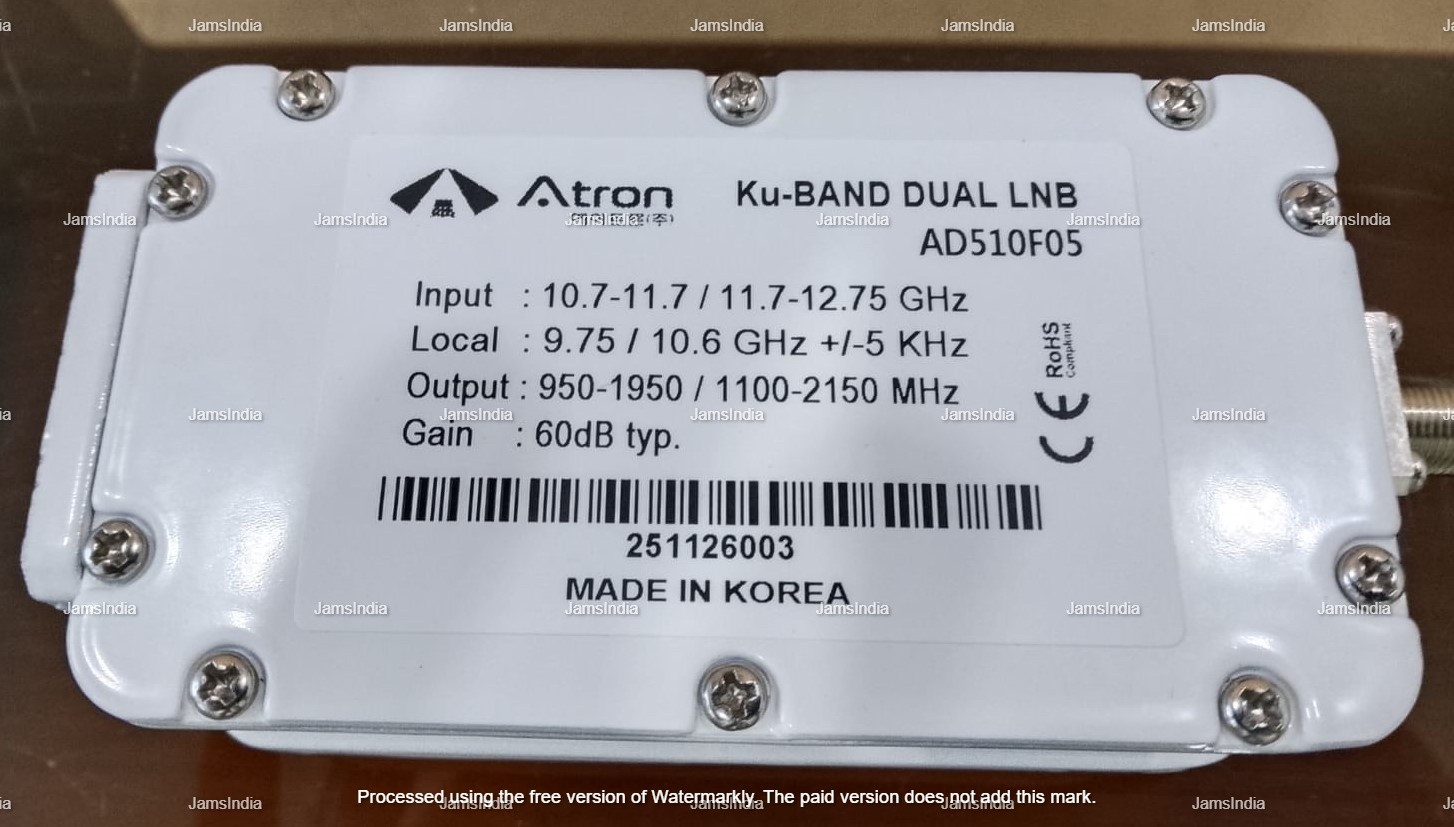 Atron
Ku-BAND DUAL LNB
AD510F05
Input : 10.7-11.7 / 11.7-12.75 GHz
Local : 9.75 / 10.6 GHz +/-5 KHz
Output : 950-1950 / 1100-2150 MHz
Gain : 60dB typ.
RoHS
Compliant
CE
251126003
MADE IN KOREA
JamsIndia
Processed using the free version of Watermarkly. The paid version does not add this mark.